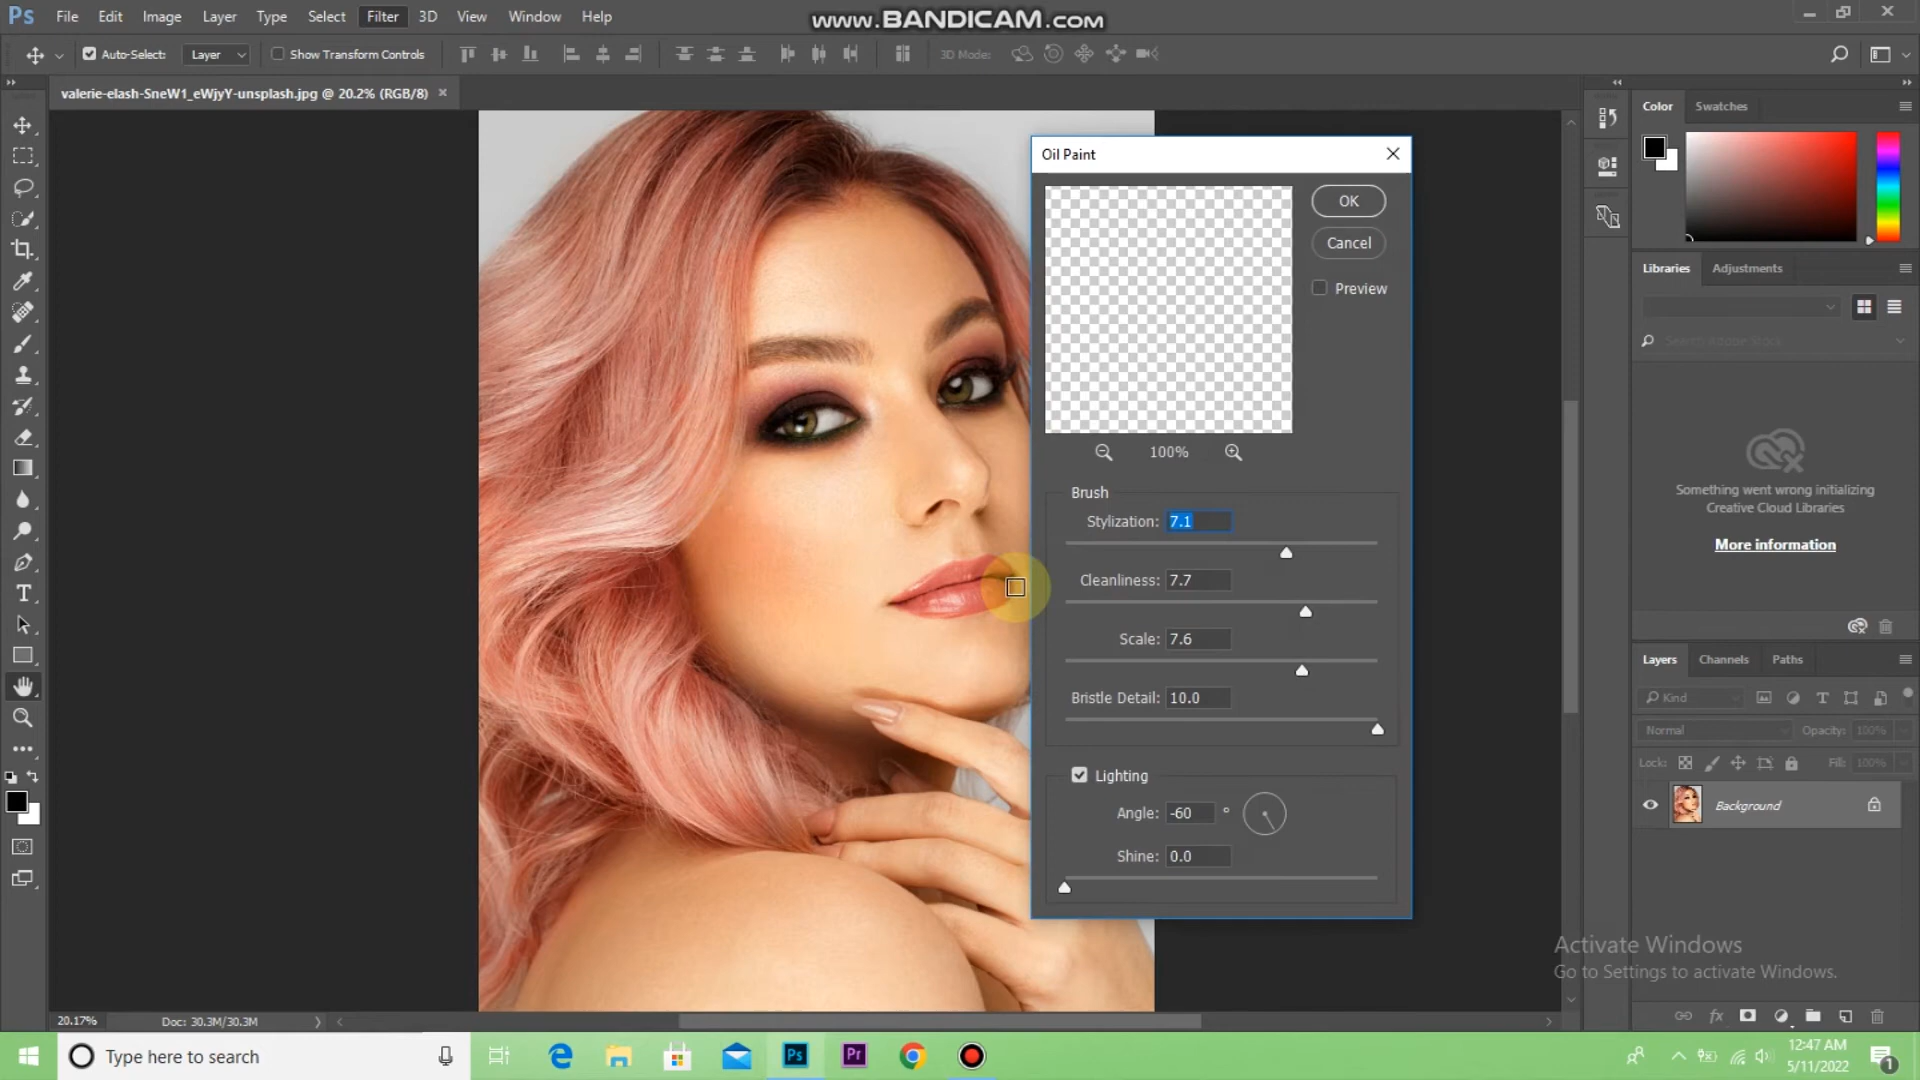 Ps File Edit Image Layer Type Select Filter 3D View Window Help
www.BANDICAM.com
Auto-Select: Layer Show Transform Controls 3D Mode:
valerie-elash-SneW1_eWjyY-unsplash.jpg @ 20.2% (RGB/8) ×
Color Swatches
Oil Paint
OK
Cancel
Preview
100%
Brush
Stylization: 7.1
Cleanliness: 7.7
Scale: 7.6
Bristle Detail: 10.0
Lighting
Angle: -60 °
Shine: 0.0
Libraries Adjustments
Search Adobe Stock
Something went wrong initializing
Creative Cloud Libraries
More information
Layers Channels Paths
Kind
Normal Opacity: 100%
Lock: Fill: 100%
Background
Activate Windows
Go to Settings to activate Windows.
20.17% Doc: 30.3M/30.3M
fx
Type here to search
Ps Pr
12:47 AM
5/11/2022
1